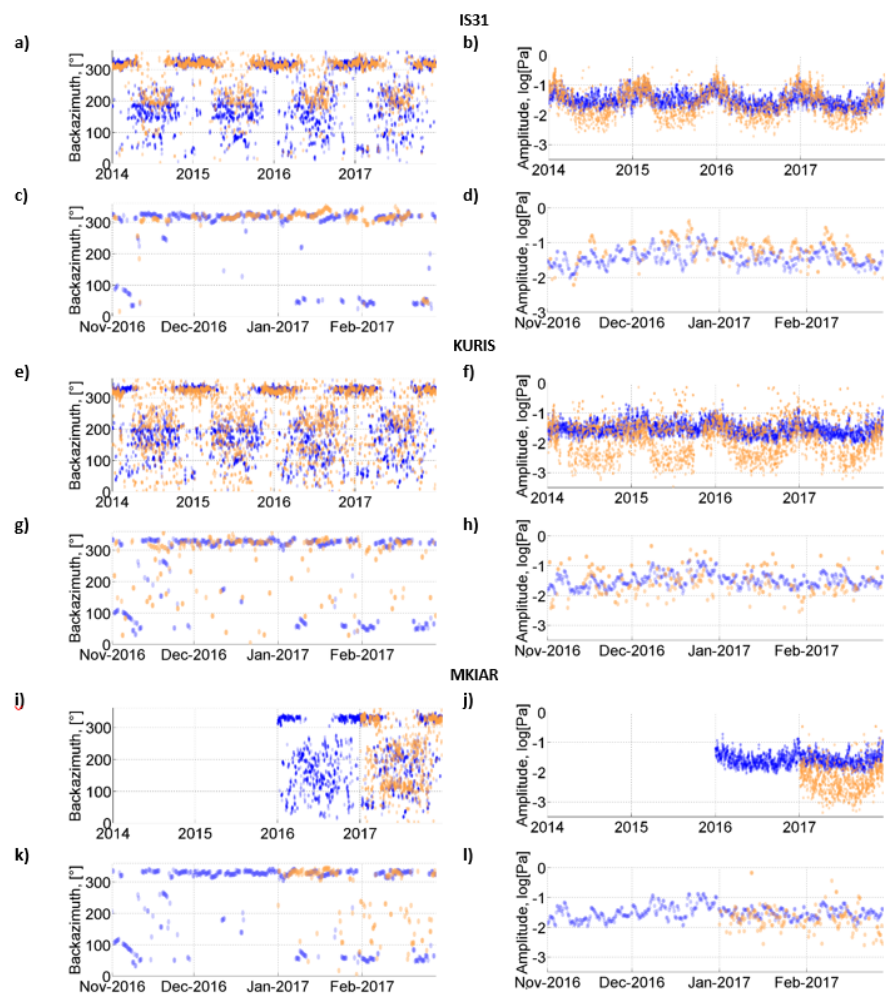 IS31
a)
Backazimuth, [°]
300
200
100
0
2014 2015 2016 2017
b)
Amplitude, log[Pa]
0
-1
-2
-3
2014 2015 2016 2017
c)
Backazimuth, [°]
300
200
100
0
Nov-2016 Dec-2016 Jan-2017 Feb-2017
d)
Amplitude, log[Pa]
0
-1
-2
-3
Nov-2016 Dec-2016 Jan-2017 Feb-2017
KURIS
e)
Backazimuth, [°]
300
200
100
0
2014 2015 2016 2017
f)
Amplitude, log[Pa]
0
-1
-2
-3
2014 2015 2016 2017
g)
Backazimuth, [°]
300
200
100
0
Nov-2016 Dec-2016 Jan-2017 Feb-2017
h)
Amplitude, log[Pa]
0
-1
-2
-3
Nov-2016 Dec-2016 Jan-2017 Feb-2017
MKIAR
i)
Backazimuth, [°]
300
200
100
0
2014 2015 2016 2017
j)
Amplitude, log[Pa]
0
-1
-2
-3
2014 2015 2016 2017
k)
Backazimuth, [°]
300
200
100
0
Nov-2016 Dec-2016 Jan-2017 Feb-2017
l)
Amplitude, log[Pa]
0
-1
-2
-3
Nov-2016 Dec-2016 Jan-2017 Feb-2017